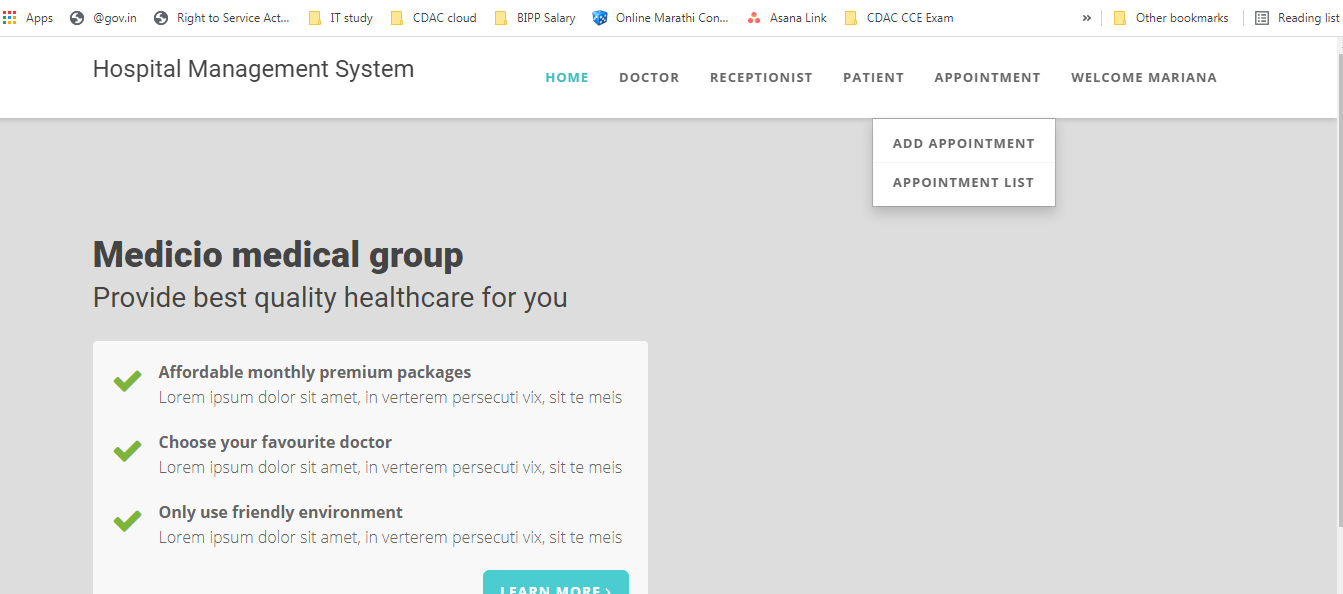 Apps @gov.in Right to Service Act... IT study CDAC cloud BIPP Salary Online Marathi Con... Asana Link CDAC CCE Exam » Other bookmarks Reading list
Hospital Management System
HOME DOCTOR RECEPTIONIST PATIENT APPOINTMENT WELCOME MARIANA
ADD APPOINTMENT
APPOINTMENT LIST
Medicio medical group
Provide best quality healthcare for you
Affordable monthly premium packages
Lorem ipsum dolor sit amet, in verterem persecuti vix, sit te meis
Choose your favourite doctor
Lorem ipsum dolor sit amet, in verterem persecuti vix, sit te meis
Only use friendly environment
Lorem ipsum dolor sit amet, in verterem persecuti vix, sit te meis
LEARN MORE ›